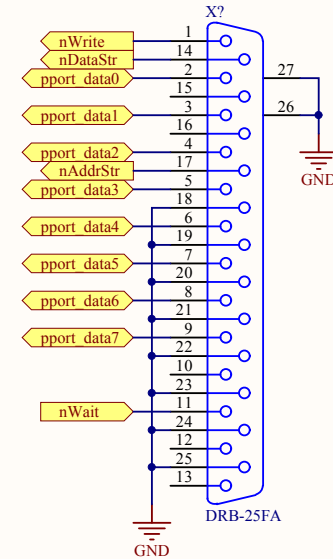 X?
nWrite 1
nDataStr 14
pport_data0 2
27
15
pport_data1 3
26
16
pport_data2 4
nAddrStr 17
GND
pport_data3 5
18
pport_data4 6
19
pport_data5 7
20
pport_data6 8
21
pport_data7 9
22
10
23
nWait 11
24
12
25
13
DRB-25FA
GND